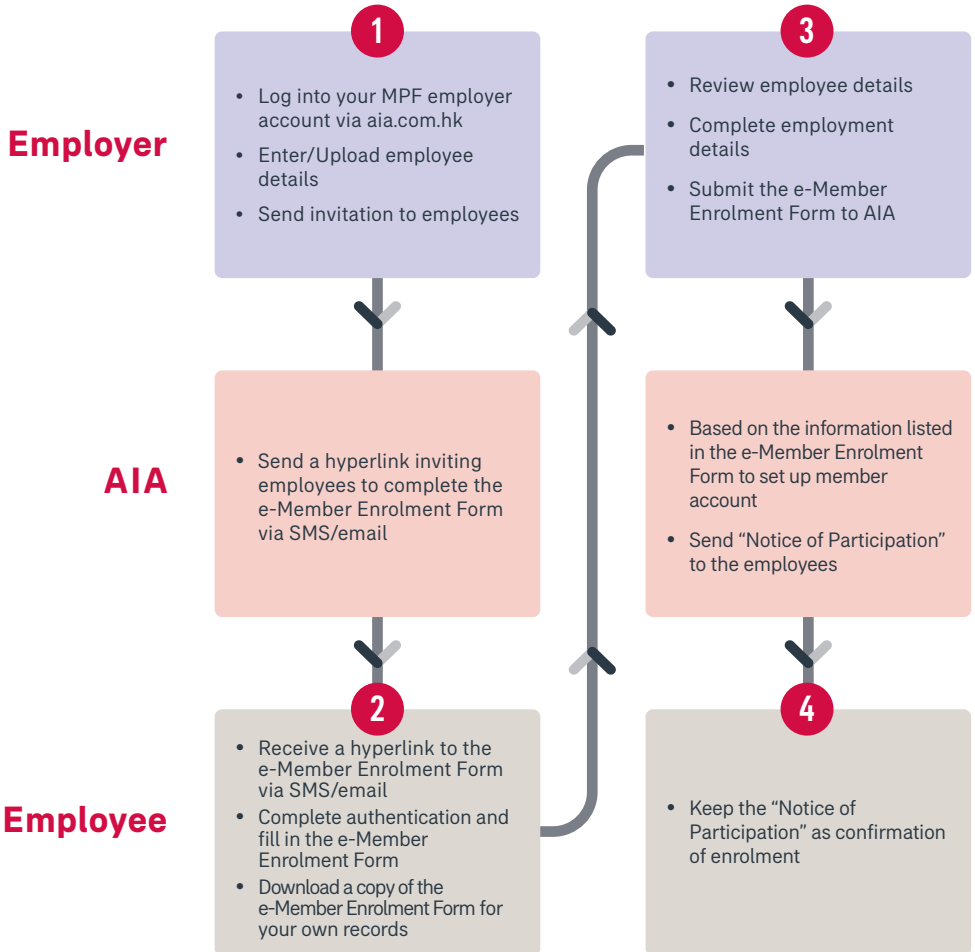 Employer
1
• Log into your MPF employer
account via aia.com.hk
• Enter/Upload employee
details
• Send invitation to employees
AIA
• Send a hyperlink inviting
employees to complete the
e-Member Enrolment Form
via SMS/email
Employee
2
• Receive a hyperlink to the
e-Member Enrolment Form
via SMS/email
• Complete authentication and
fill in the e-Member
Enrolment Form
• Download a copy of the
e-Member Enrolment Form for
your own records
3
• Review employee details
• Complete employment
details
• Submit the e-Member
Enrolment Form to AIA
• Based on the information listed
in the e-Member Enrolment
Form to set up member
account
• Send “Notice of Participation”
to the employees
4
• Keep the “Notice of
Participation” as confirmation
of enrolment